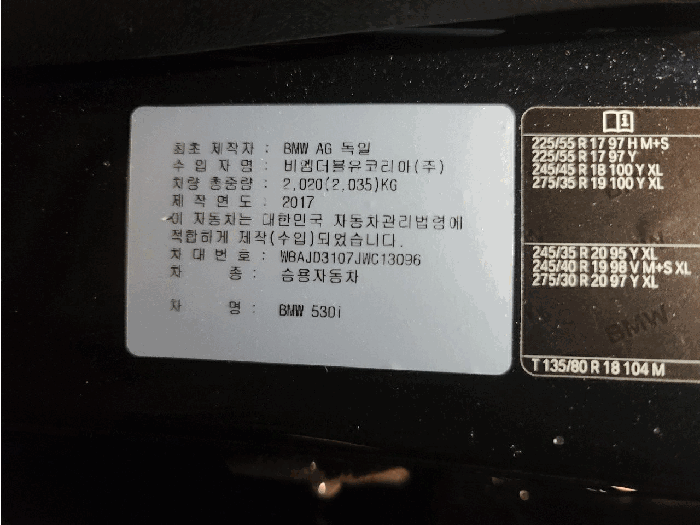 최초 제작자 : BMW AG 독일
수 입 자 명 : 비엠더블유코리아(주)
차량 총중량 : 2,020(2,035)KG
제 작 연 도 : 2017
이 자동차는 대한민국 자동차관리법령에
적합하게 제작(수입)되었습니다.
차 대 번 호 : WBAJD3107JWC13096
차 종 : 승용자동차
차 명 : BMW 530i
225/55 R 17 97 H M+S
225/55 R 17 97 Y
245/45 R 18 100 Y XL
275/35 R 19 100 Y XL
245/35 R 20 95 Y XL
245/40 R 19 98 V M+S XL
275/30 R 20 97 Y XL
BMW
T 135/80 R 18 104 M